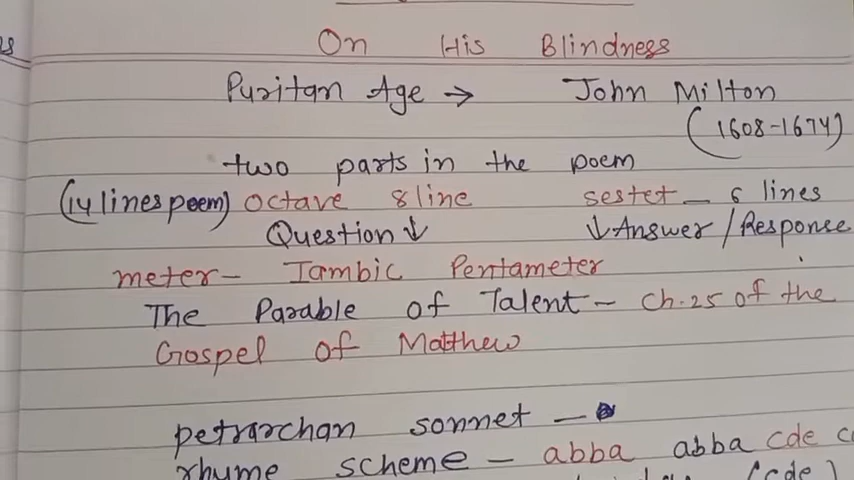 On His Blindness
Puritan Age → John Milton
(1608-1674)
two parts in the poem
(14 lines poem) octave 8 line sestet - 6 lines
Question ↓ ↓ Answer / Response
meter - Iambic Pentameter
The Parable of Talent - Ch. 25 of the
Gospel of Matthew
petrarchan sonnet -
rhyme scheme - abba abba cde
(cde)